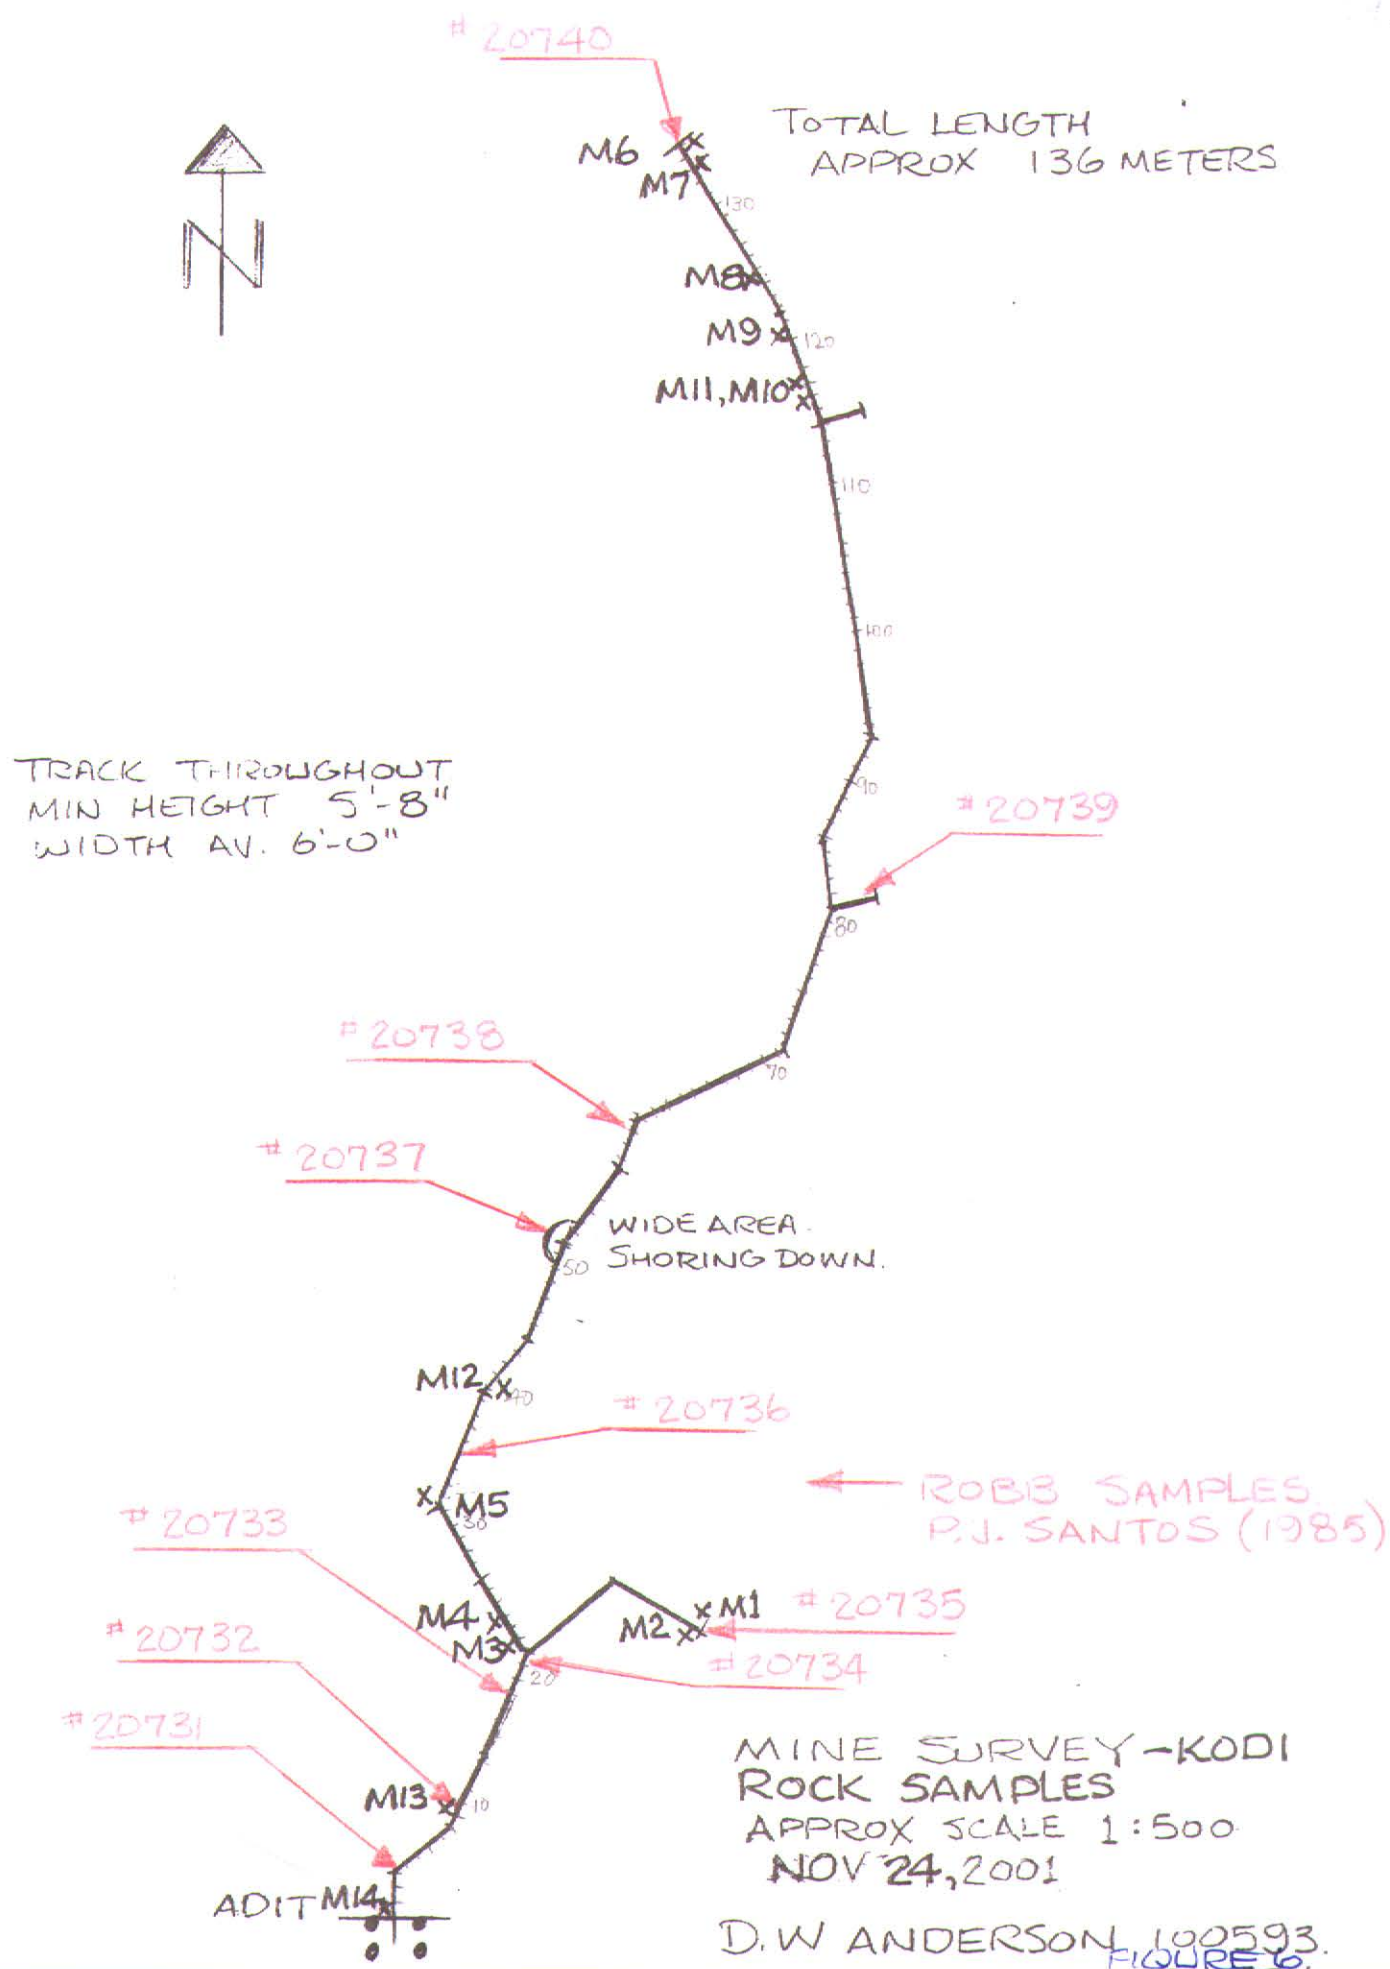 # 20740
TOTAL LENGTH
APPROX 136 METERS
M6
M7
130
N
M8
M9
120
M11, M10
110
100
TRACK THROUGHOUT
MIN HEIGHT 5'-8"
WIDTH AV. 6'-0"
90
# 20739
80
# 20738
70
# 20737
WIDE AREA.
SHORING DOWN.
50
M12
40
# 20736
ROBB SAMPLES
P.J. SANTOS (1985)
M5
30
# 20733
M1
# 20735
M4
M2
# 20732
M3
# 20734
20
# 20731
MINE SURVEY - KODI
ROCK SAMPLES
APPROX SCALE 1:500
NOV 24, 2001
M13
10
ADIT M14
D.W ANDERSON 100593.
FIGURE 6.